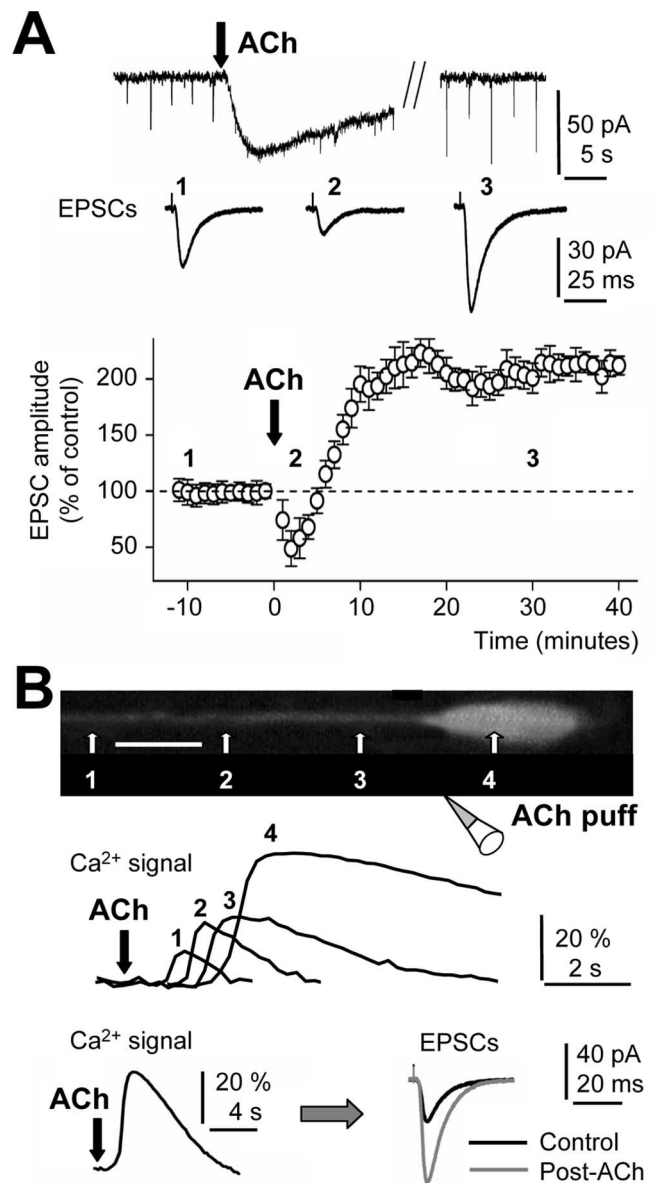 A
ACh
50 pA
5 s
1 2 3
EPSCs
30 pA
25 ms
EPSC amplitude
(% of control)
200
150
100
50
ACh
1 2 3
-10 0 10 20 30 40
Time (minutes)
B
1 2 3 4
ACh puff
Ca²⁺ signal
ACh
1 2 3 4
20 %
2 s
Ca²⁺ signal
ACh
20 %
4 s
EPSCs
40 pA
20 ms
Control
Post-ACh